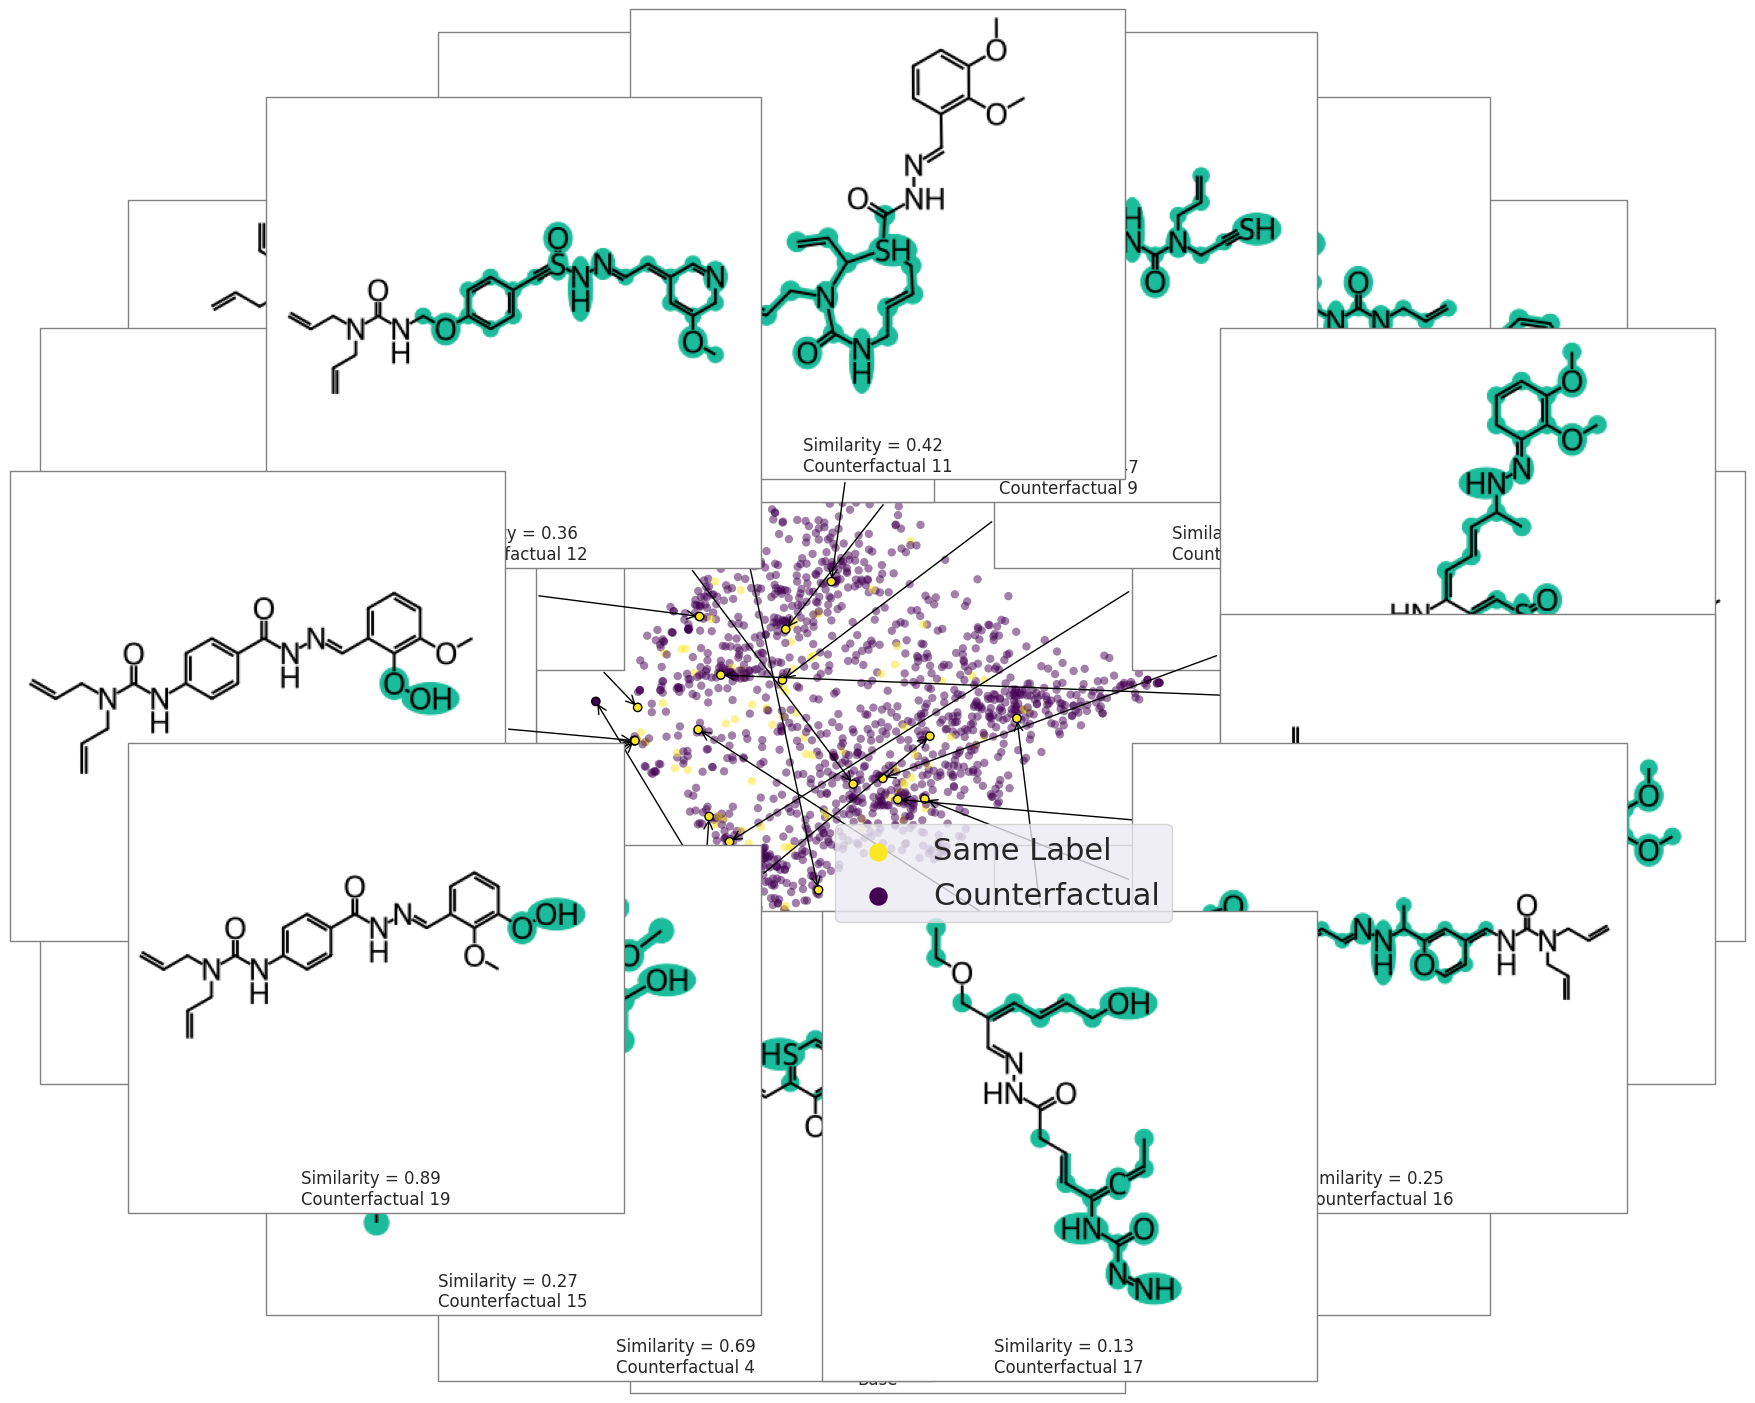 Similarity = 0.42
Counterfactual 11
7
Counterfactual 9
y = 0.36
factual 12
Simila
Count
Same Label
Counterfactual
Similarity = 0.89
Counterfactual 19
milarity = 0.25
ounterfactual 16
Similarity = 0.27
Counterfactual 15
Similarity = 0.69
Counterfactual 4
Similarity = 0.13
Counterfactual 17
Base